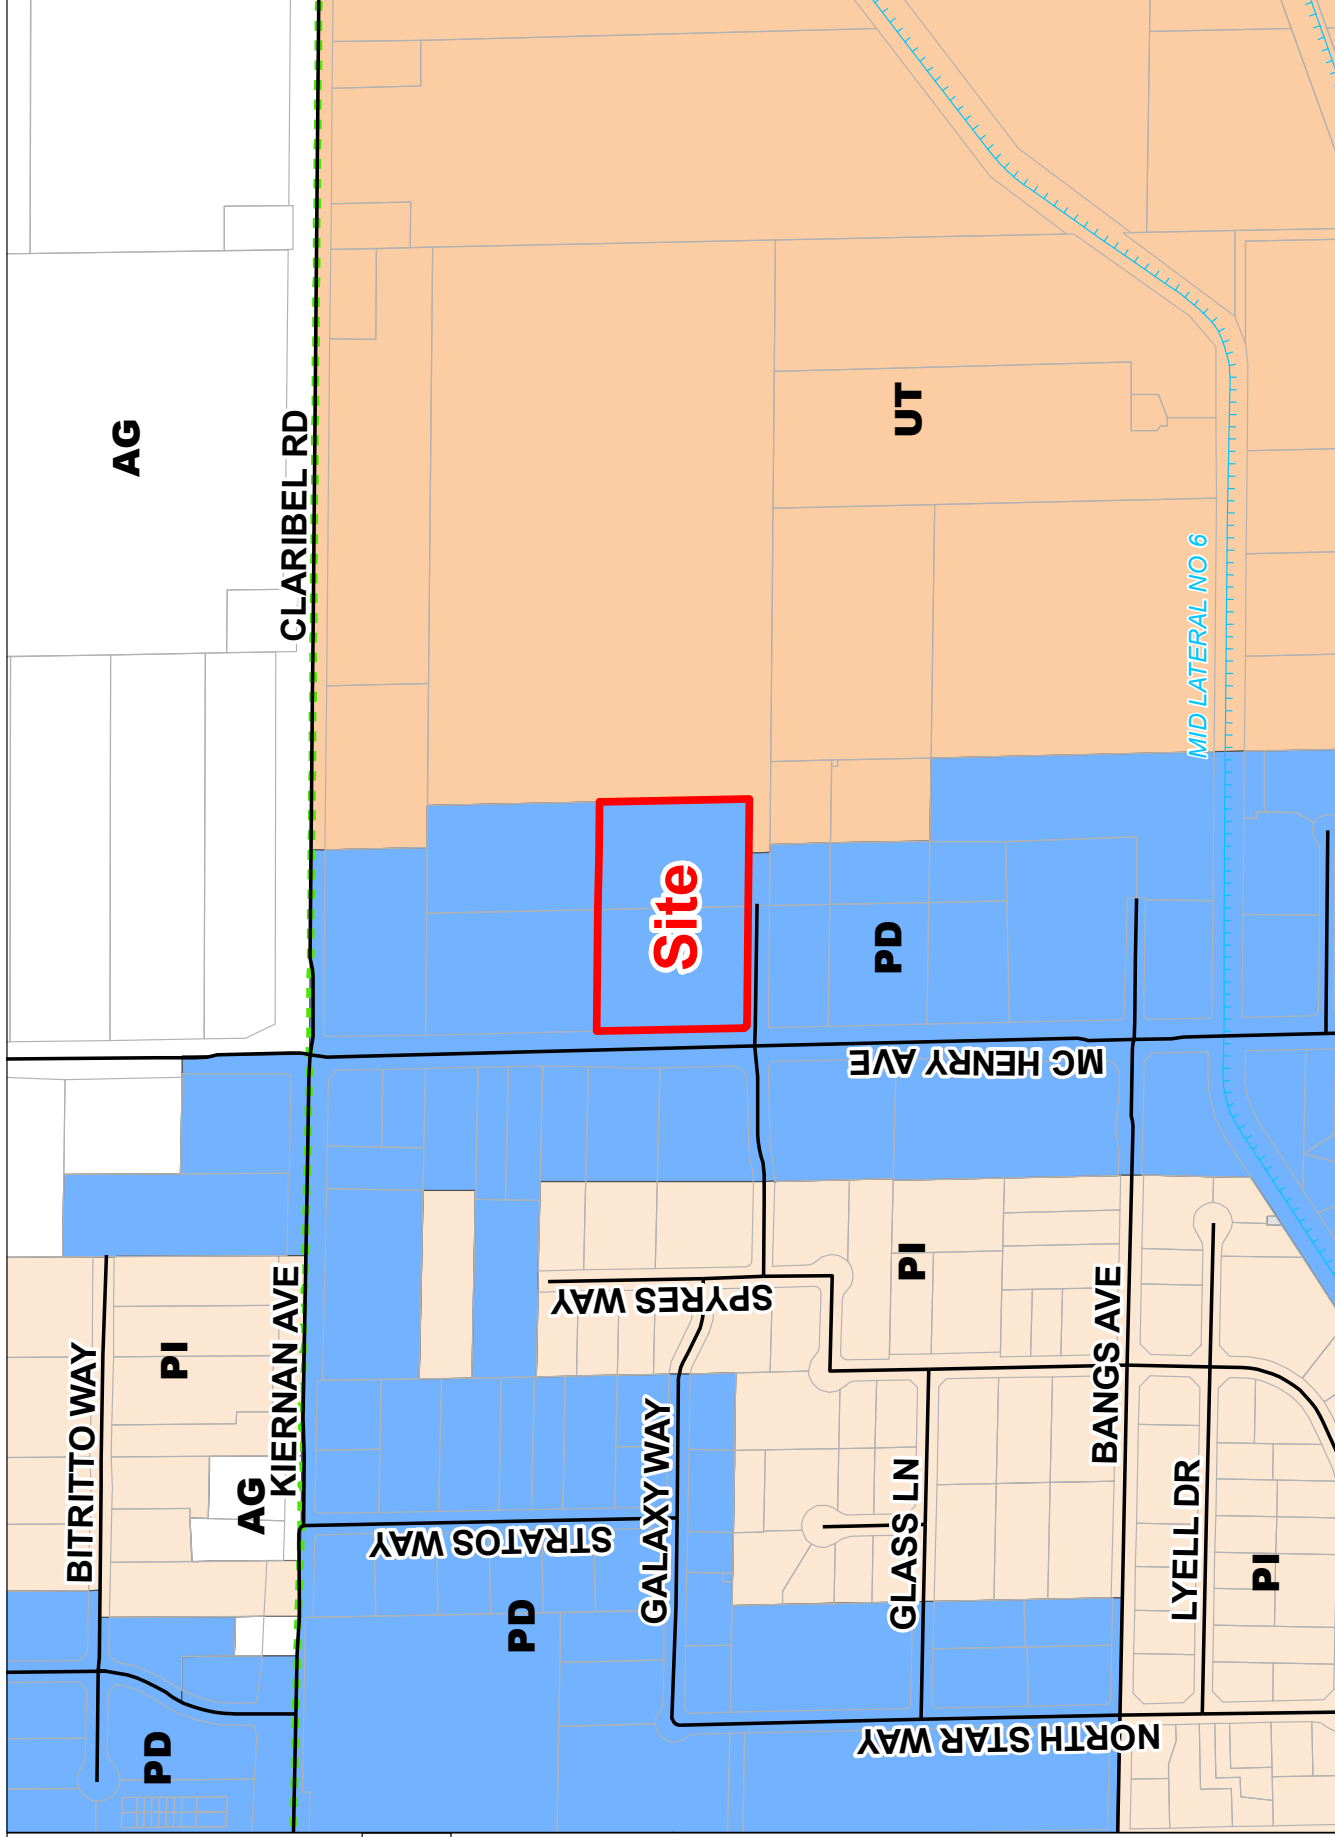 AG
CLARIBEL RD
UT
MID LATERAL NO 6
Site
PD
MC HENRY AVE
BITRITTO WAY
PI
KIERNAN AVE
AG
SPYRES WAY
PI
BANGS AVE
STRATOS WAY
GALAXY WAY
GLASS LN
LYELL DR
PI
PD
NORTH STAR WAY
PD